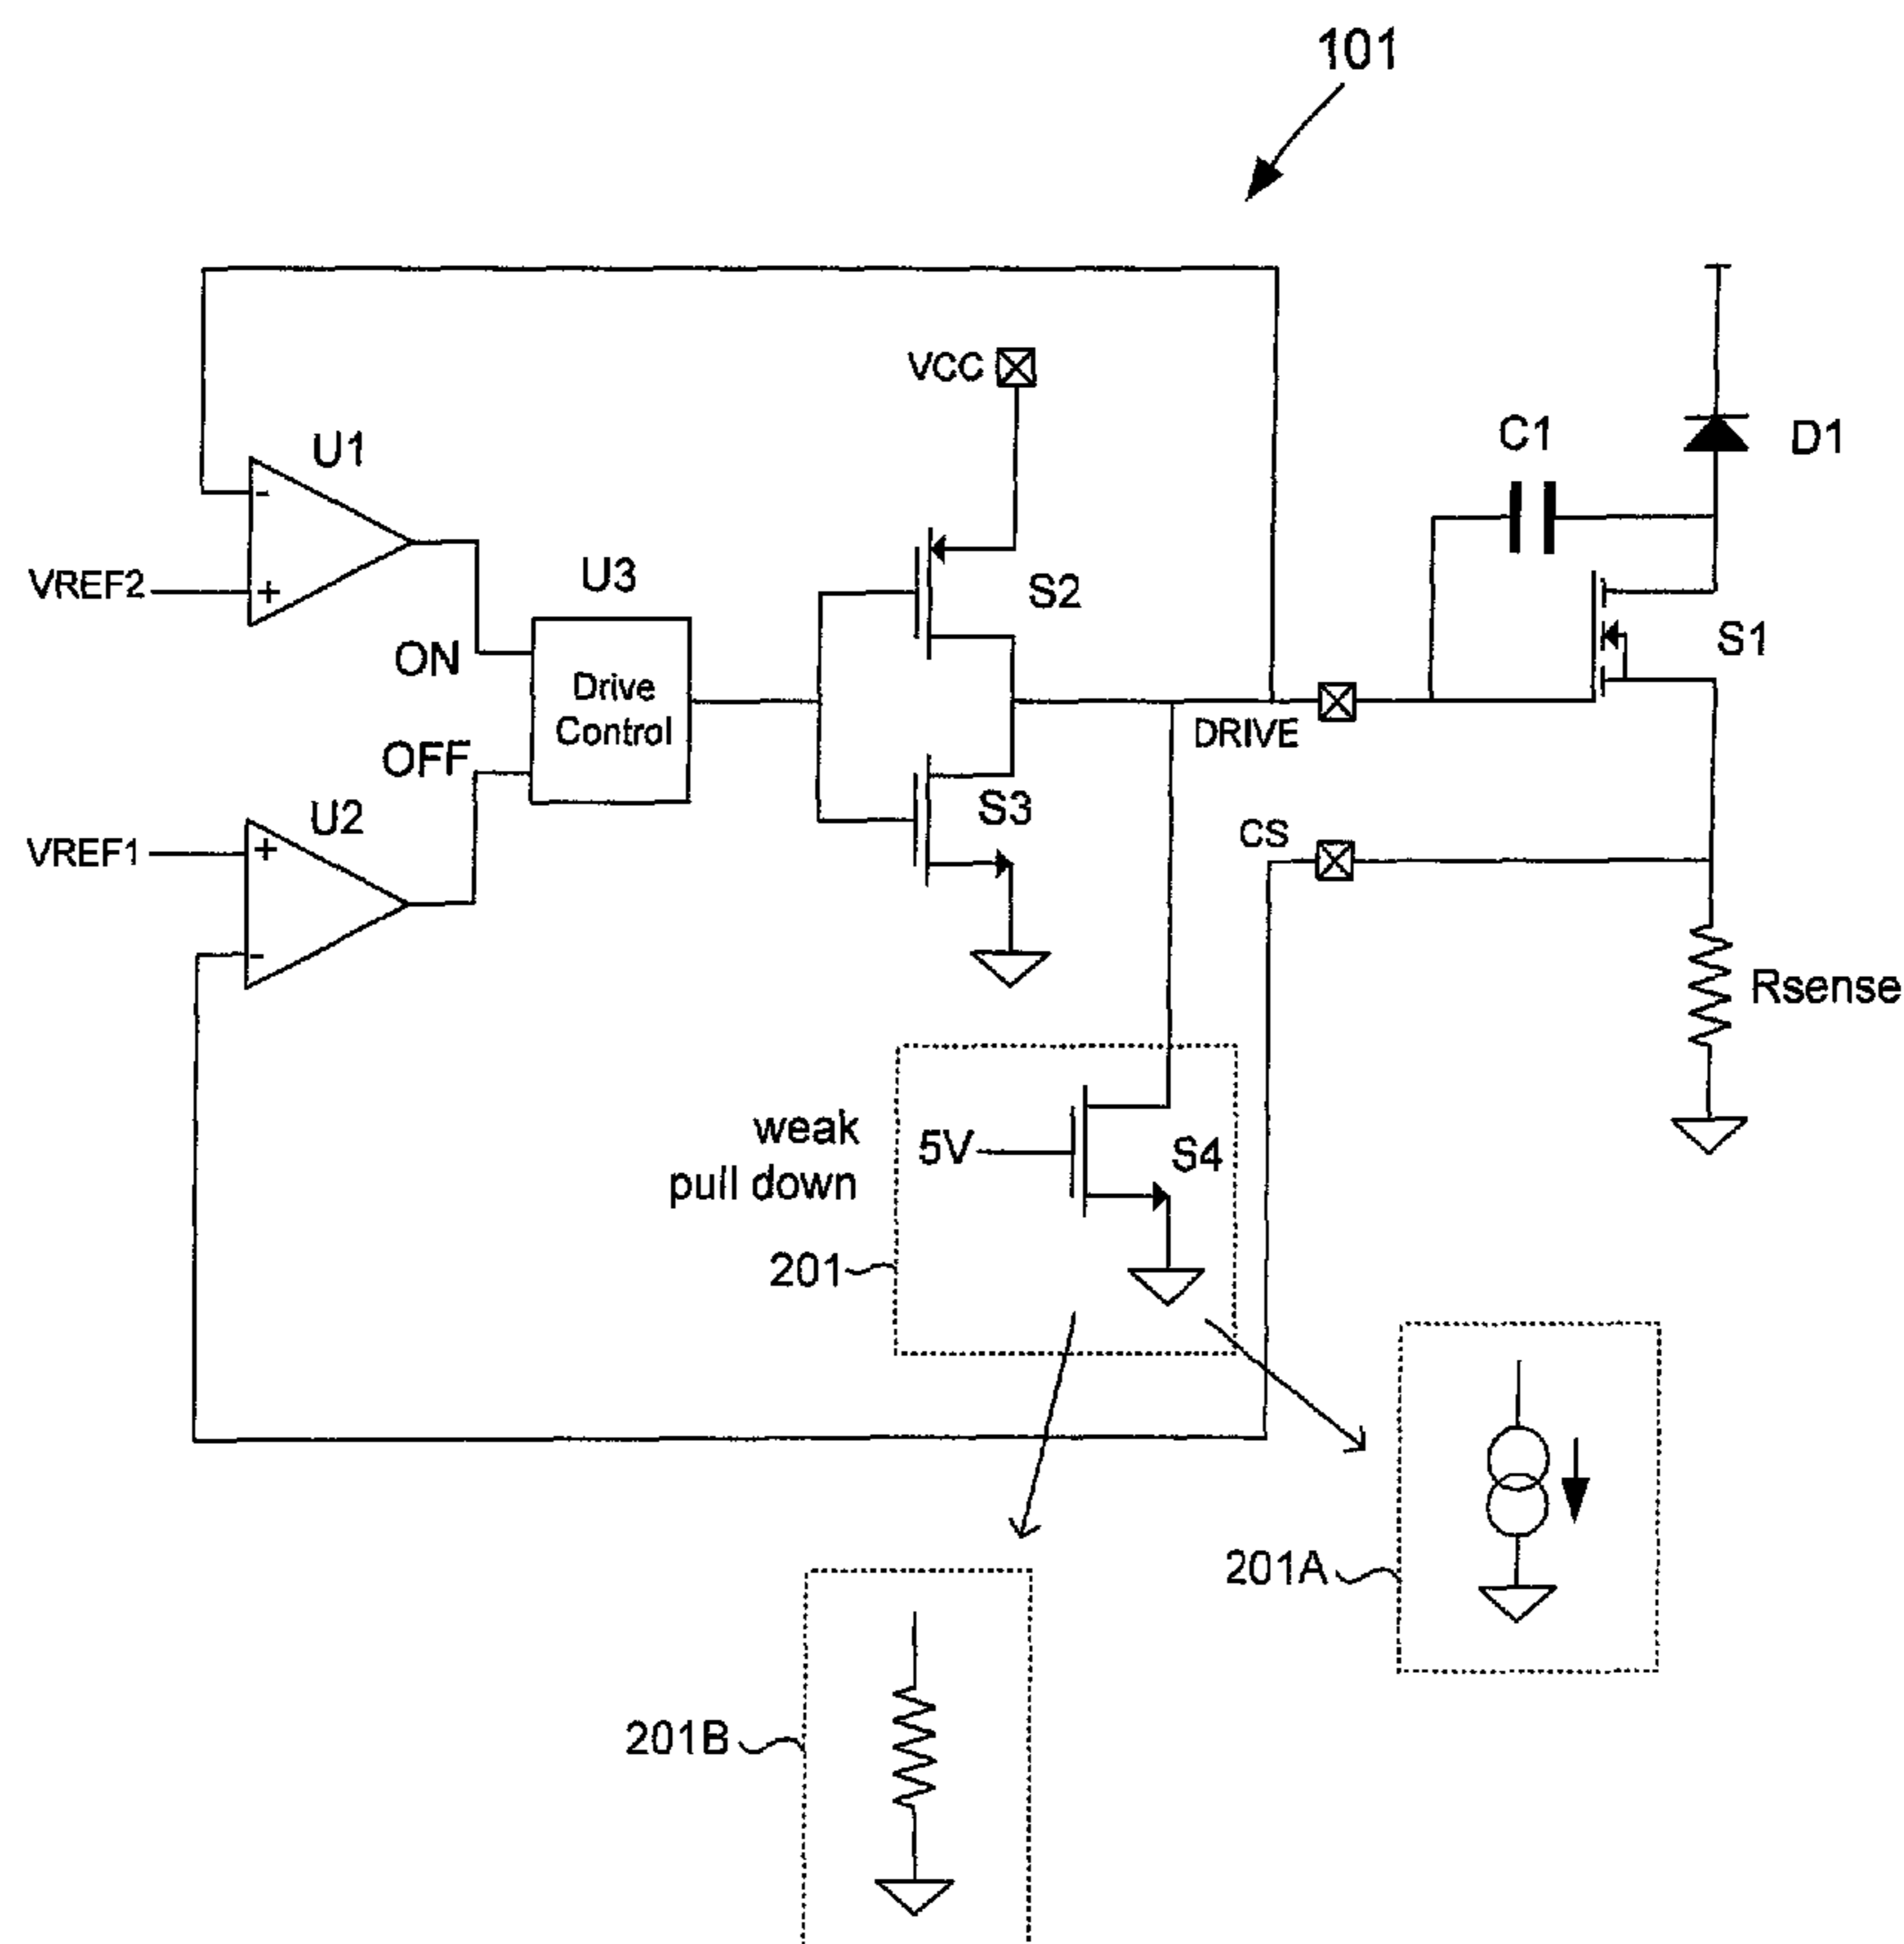 101
VCC
C1
D1
U1
-
+
VREF2
U3
S2
S1
ON
Drive
Control
OFF
DRIVE
U2
S3
CS
VREF1
+
-
Rsense
weak
pull down
5V
S4
201
201A
201B